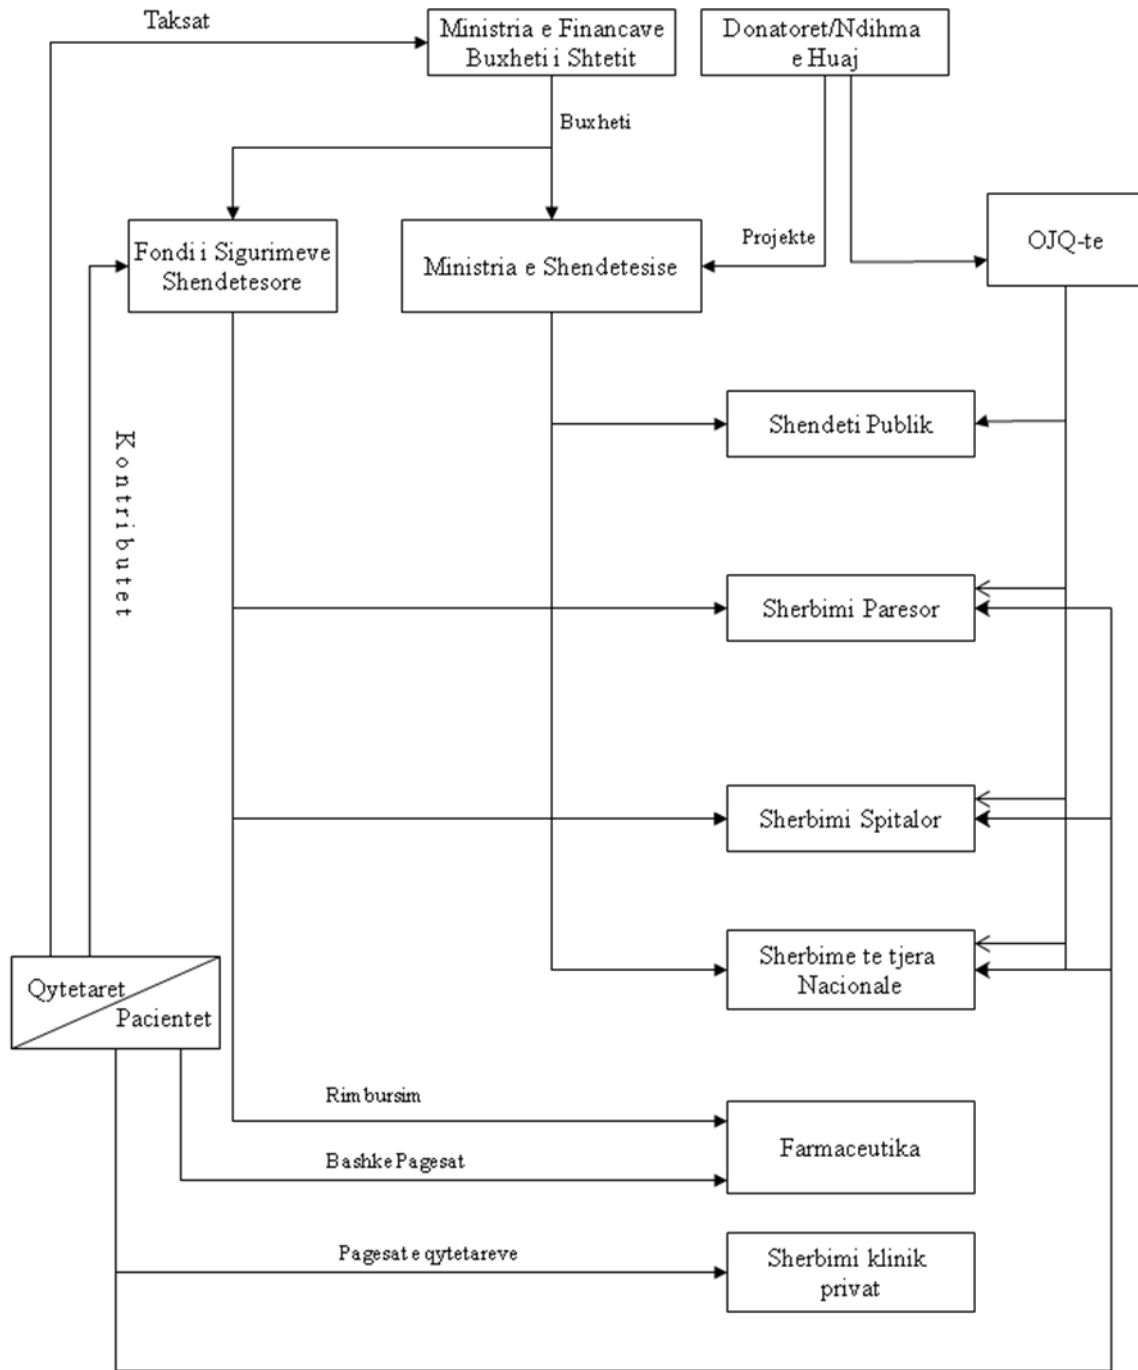 Taksat
Ministria e Financave
Buxheti i Shtetit
Donatoret/Ndihma
e Huaj
Buxheti
Fondi i Sigurimeve
Shendetesore
Ministria e Shendetesise
Projekte
OJQ-te
Shendeti Publik
Kontributet
Sherbimi Paresor
Sherbimi Spitalor
Sherbime te tjera
Nacionale
Qytetaret
Pacientet
Rimbursim
Bashke Pagesat
Farmaceutika
Pagesat e qytetareve
Sherbimi klinik
privat